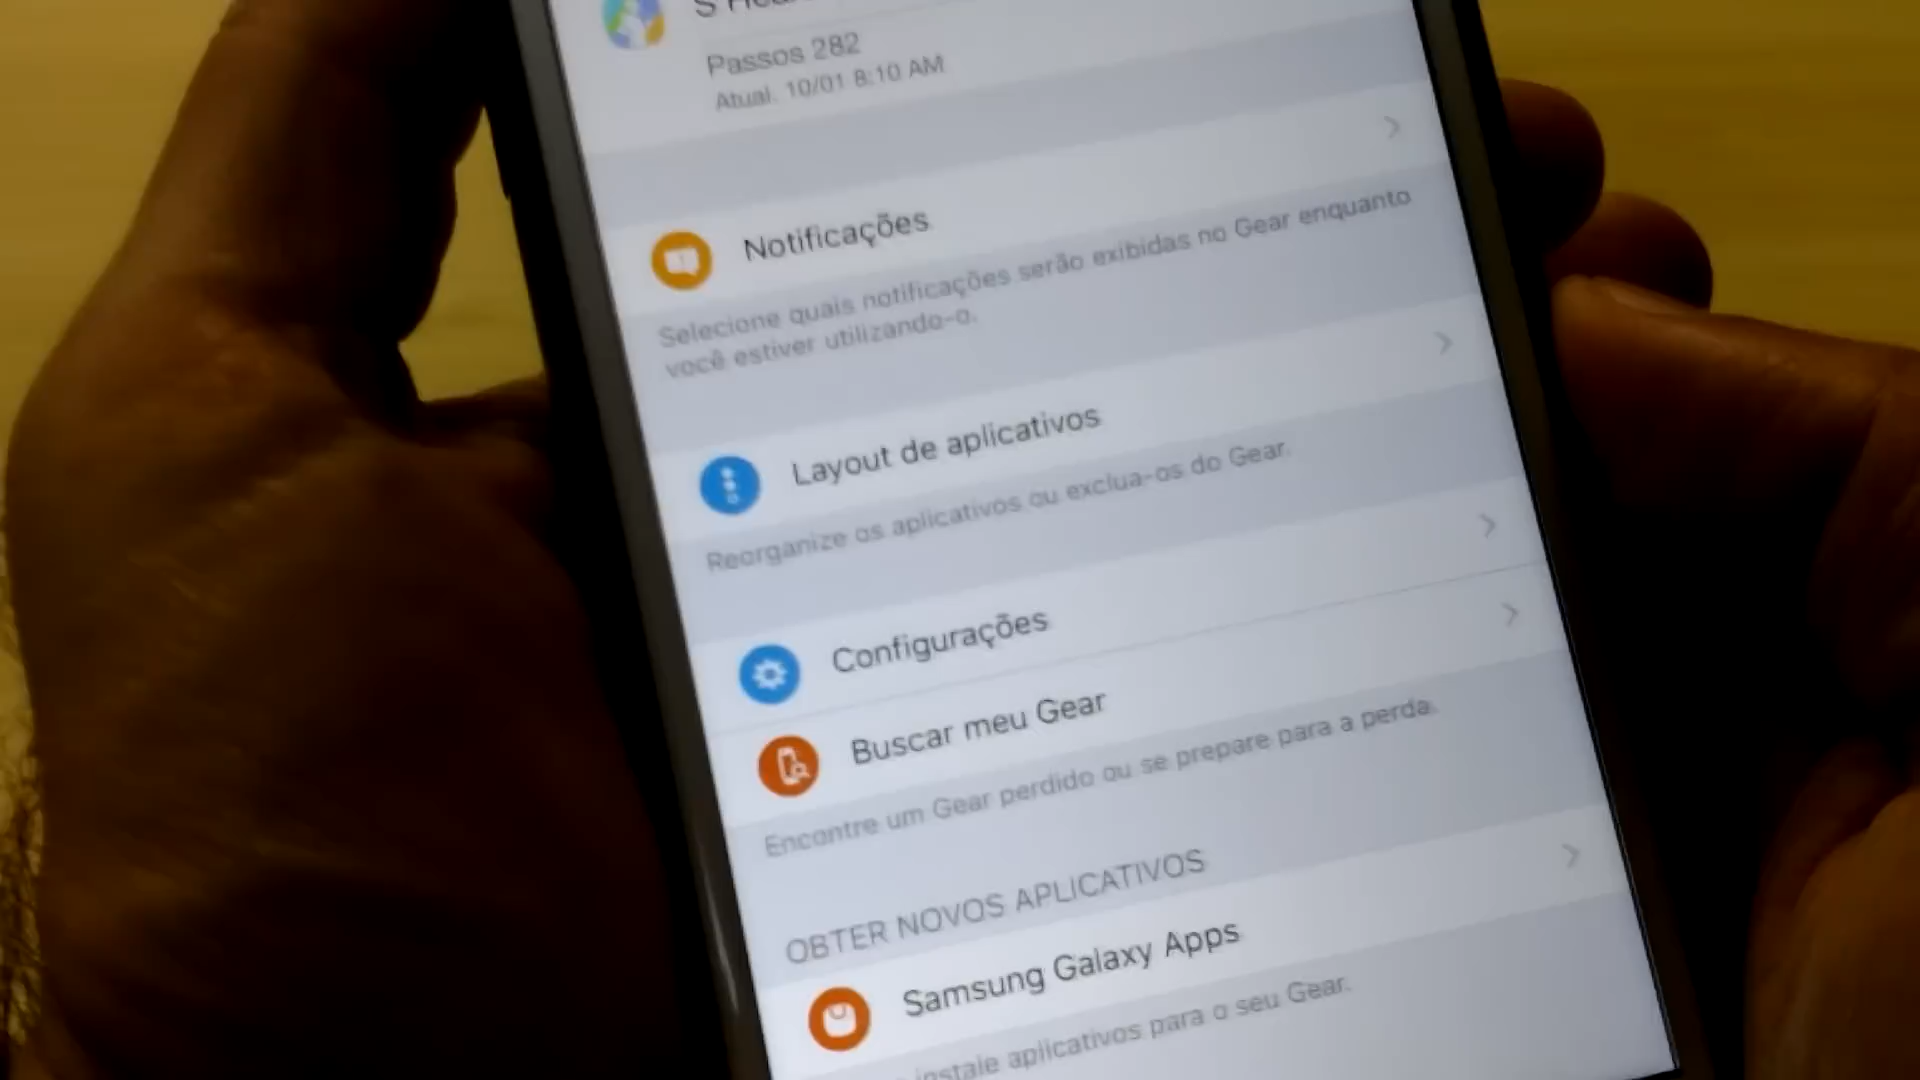 Passos 282
Atual. 10/01 8:10 AM
Notificações
Selecione quais notificações serão exibidas no Gear enquanto
você estiver utilizando-o.
Layout de aplicativos
Reorganize os aplicativos ou exclua-os do Gear.
Configurações
Buscar meu Gear
Encontre um Gear perdido ou se prepare para a perda.
OBTER NOVOS APLICATIVOS
Samsung Galaxy Apps
instale aplicativos para o seu Gear.